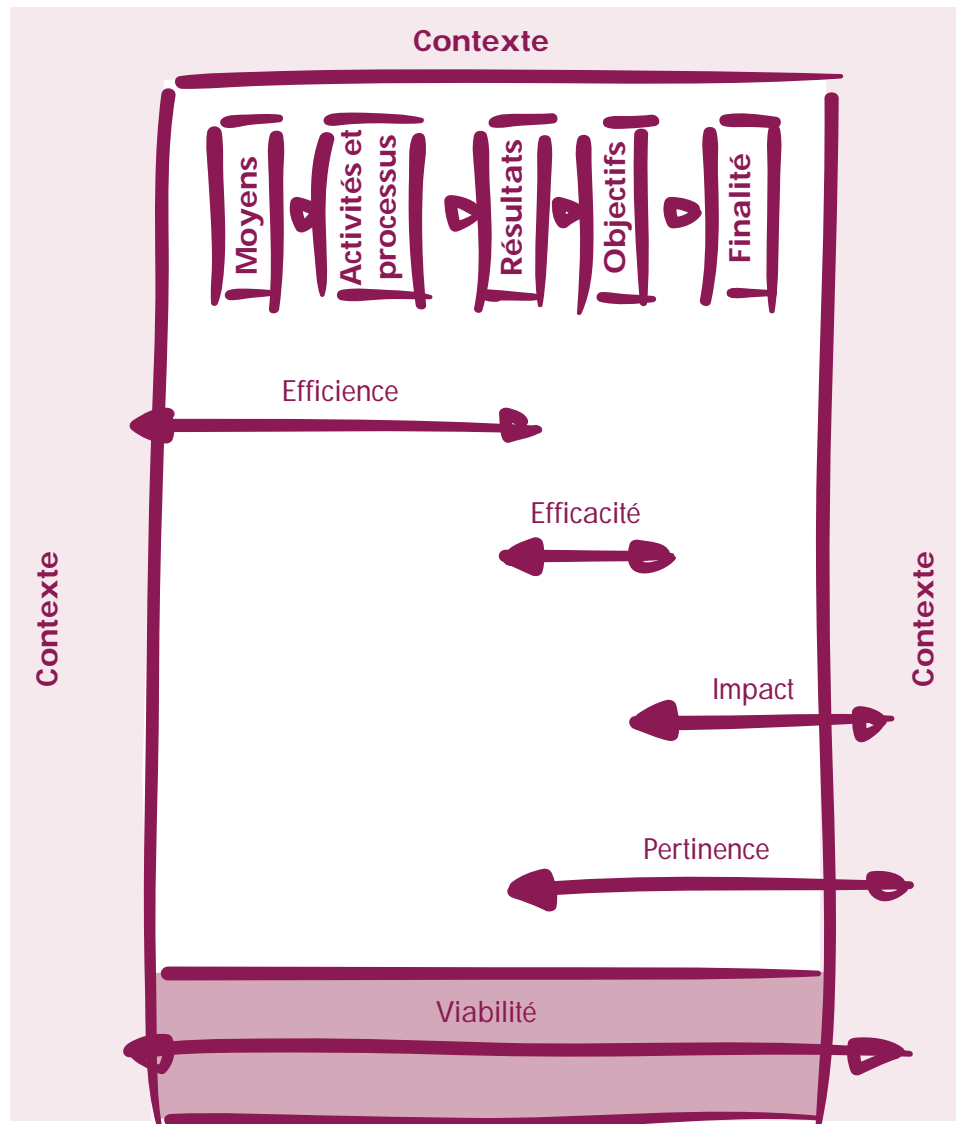 Contexte
Moyens
Activités et
processus
Résultats
Objectifs
Finalité
Efficience
Efficacité
Contexte
Contexte
Impact
Pertinence
Viabilité